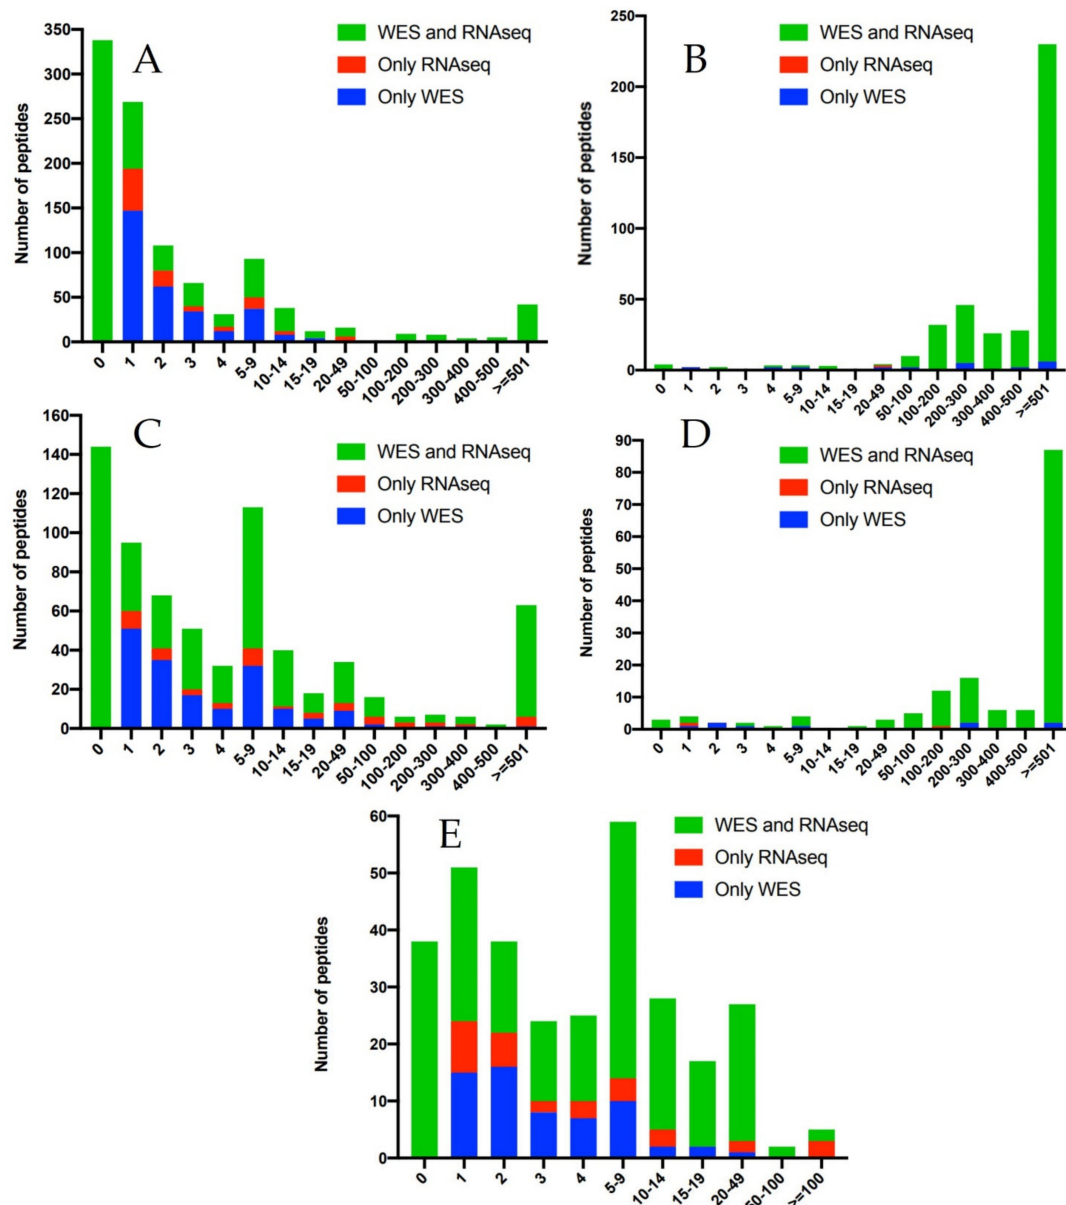 A
WES and RNAseq
Only RNAseq
Only WES
Number of peptides
350
300
250
200
150
100
50
0
0 1 2 3 4 5-9 10-14 15-19 20-49 50-100 100-200 200-300 300-400 400-500 >=501
B
WES and RNAseq
Only RNAseq
Only WES
Number of peptides
250
200
150
100
50
0
0 1 2 3 4 5-9 10-14 15-19 20-49 50-100 100-200 200-300 300-400 400-500 >=501
C
WES and RNAseq
Only RNAseq
Only WES
Number of peptides
160
140
120
100
80
60
40
20
0
0 1 2 3 4 5-9 10-14 15-19 20-49 50-100 100-200 200-300 300-400 400-500 >=501
D
WES and RNAseq
Only RNAseq
Only WES
Number of peptides
90
80
70
60
50
40
30
20
10
0
0 1 2 3 4 5-9 10-14 15-19 20-49 50-100 100-200 200-300 300-400 400-500 >=501
E
WES and RNAseq
Only RNAseq
Only WES
Number of peptides
60
50
40
30
20
10
0
0 1 2 3 4 5-9 10-14 15-19 20-49 50-100 >=100